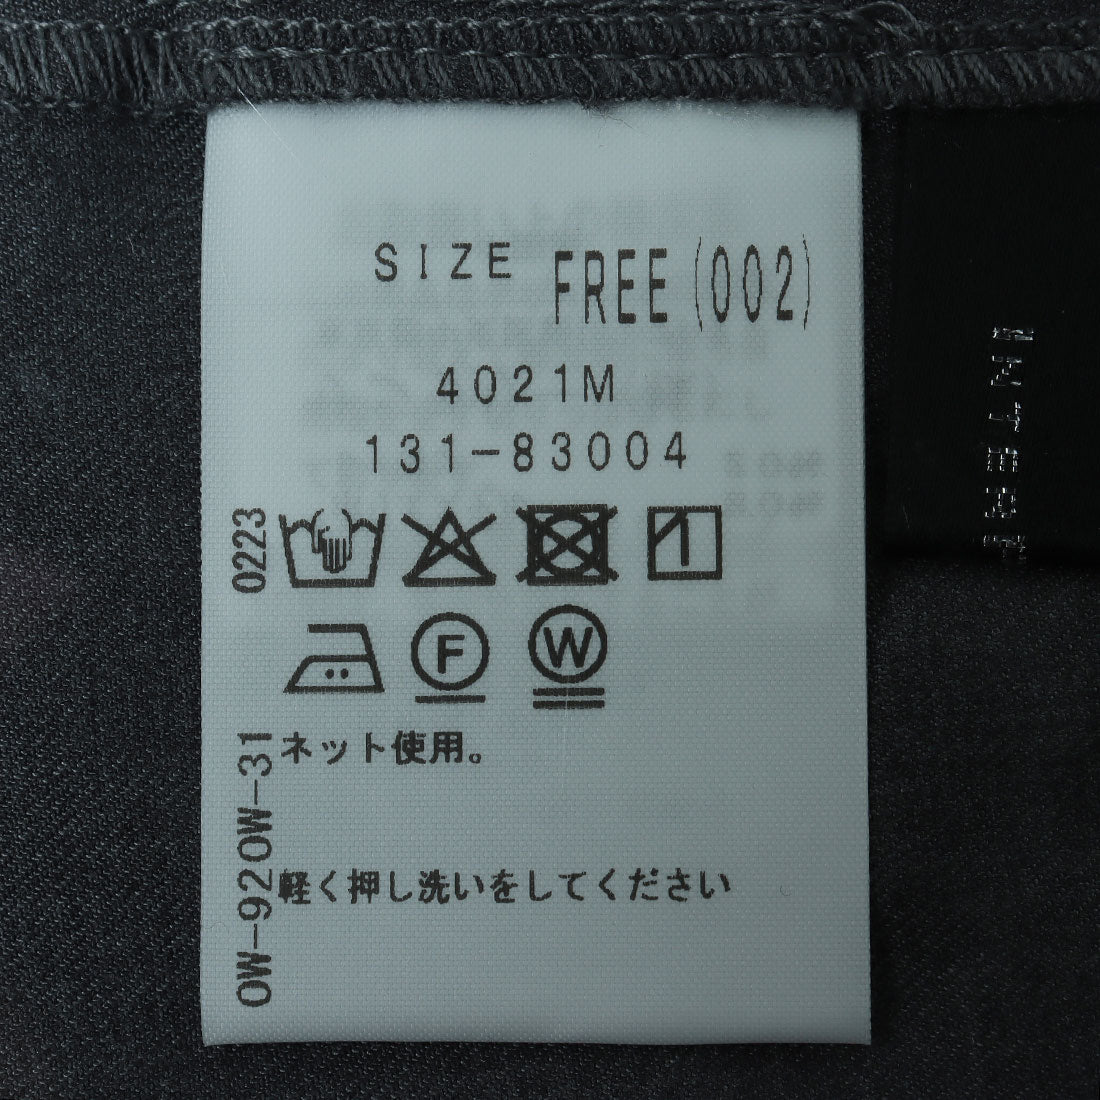 SIZE FREE(002)
4021M
131-83004
0223
1
F
W
ネット使用。
軽く押し洗いをしてください
OW-920W-31